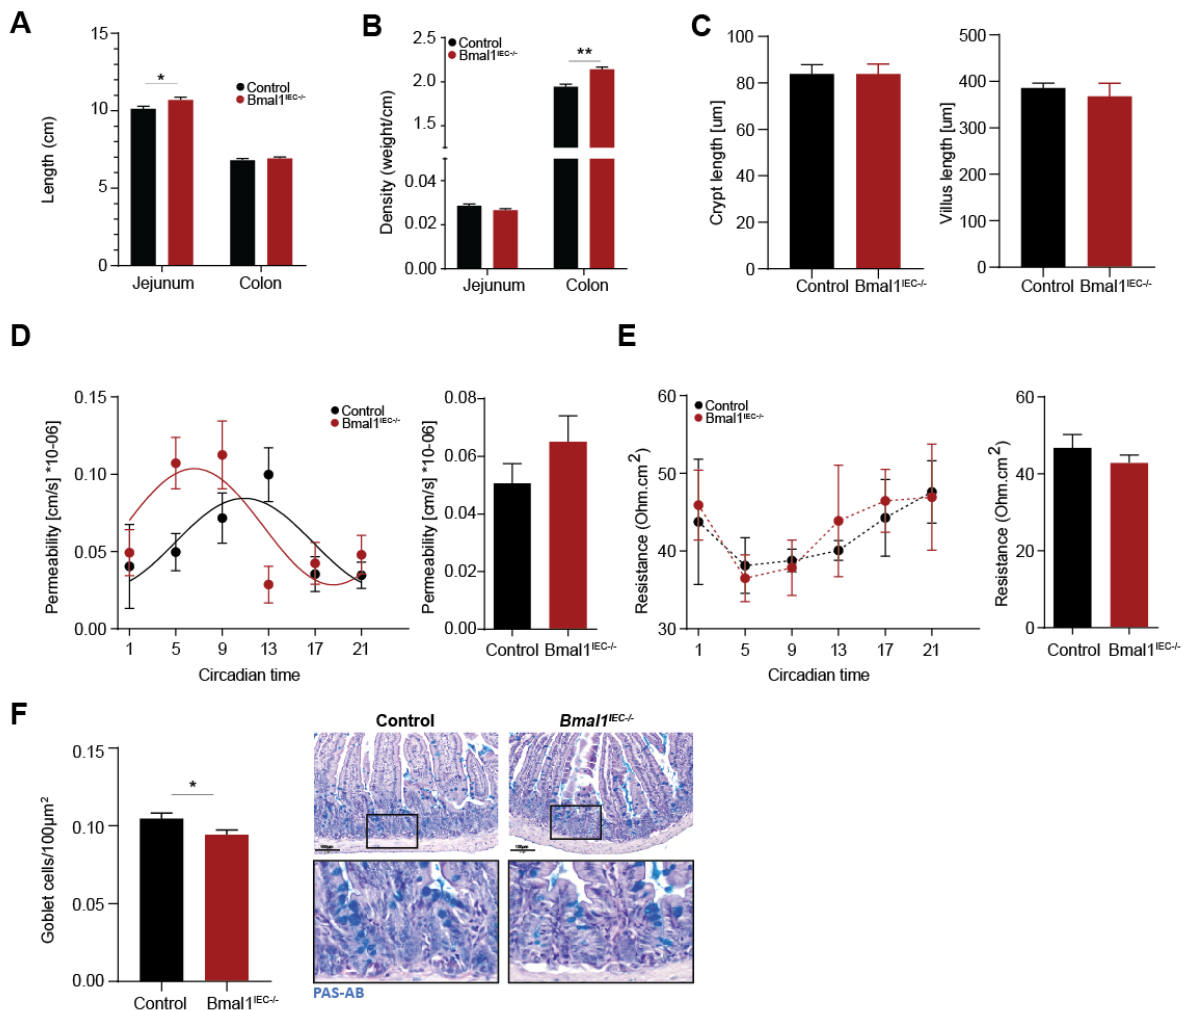 A
15
10
5
0
Length (cm)
*
Control
Bmal1IEC-/-
Jejunum
Colon
B
2.5
2.0
1.5
0.04
0.02
0.00
Density (weight/cm)
Control
Bmal1IEC-/-
**
Jejunum
Colon
C
100
80
60
40
20
0
Crypt length [um]
Control Bmal1IEC-/-
500
400
300
200
100
0
Villus length [um]
Control Bmal1IEC-/-
D
0.15
0.10
0.05
0.00
Permeability [cm/s] *10-06]
Control
Bmal1IEC-/-
1 5 9 13 17 21
Circadian time
0.08
0.06
0.04
0.02
0.00
Permeability [cm/s] *10-06]
Control Bmal1IEC-/-
E
60
50
40
30
Resistance (Ohm.cm2)
Control
Bmal1IEC-/-
1 5 9 13 17 21
Circadian time
60
40
20
0
Resistance (Ohm.cm2)
Control Bmal1IEC-/-
F
0.15
0.10
0.05
0.00
Goblet cells/100µm2
*
Control Bmal1IEC-/-
Control
Bmal1IEC-/-
PAS-AB